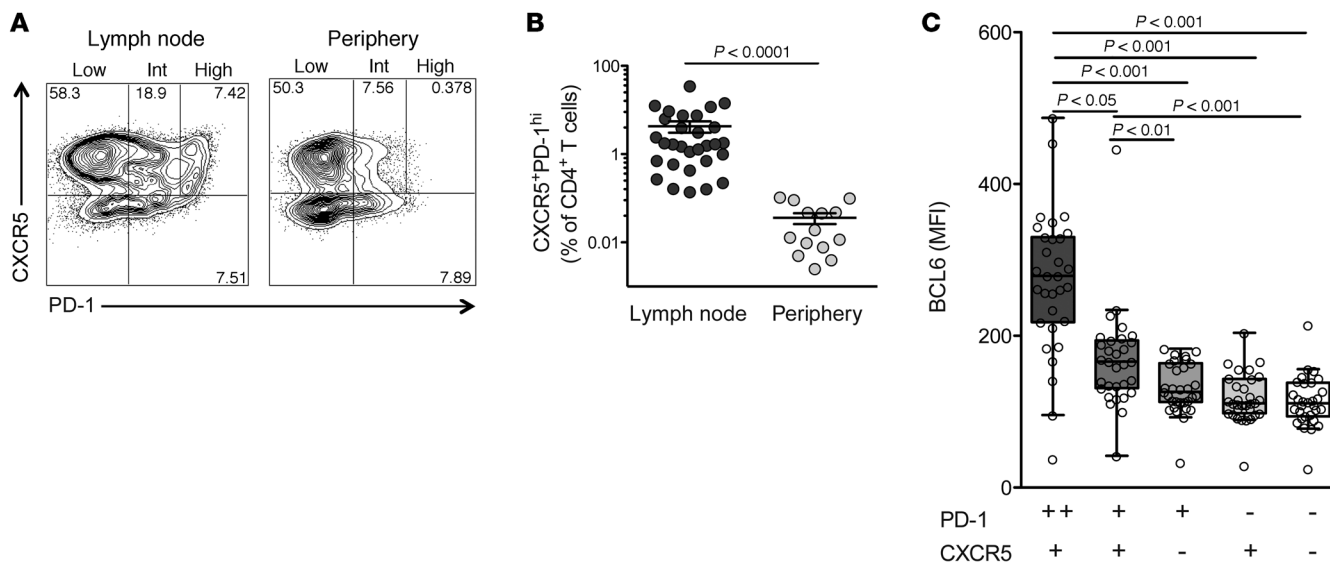 A
Lymph node
Periphery
Low Int High
Low Int High
58.3 18.9 7.42
50.3 7.56 0.378
7.51
7.89
CXCR5
PD-1
B
P < 0.0001
100
1
0.01
CXCR5+PD-1hi
(% of CD4+ T cells)
Lymph node Periphery
C
P < 0.001
P < 0.001
P < 0.001
P < 0.05
P < 0.001
P < 0.01
600
400
200
0
BCL6 (MFI)
PD-1 ++ + + - -
CXCR5 + + - + -